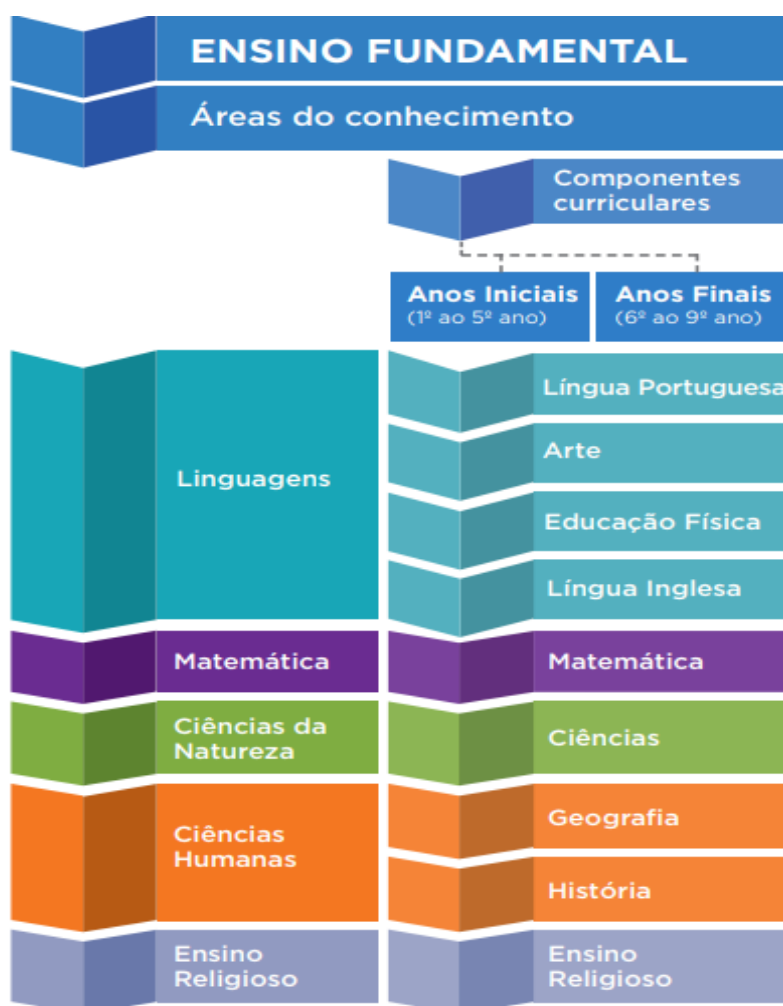 ENSINO FUNDAMENTAL
Áreas do conhecimento
Componentes
curriculares
Anos Iniciais
(1º ao 5º ano)
Anos Finais
(6º ao 9º ano)
Linguagens
Língua Portuguesa
Arte
Educação Física
Língua Inglesa
Matemática
Matemática
Ciências da
Natureza
Ciências
Ciências
Humanas
Geografia
História
Ensino
Religioso
Ensino
Religioso